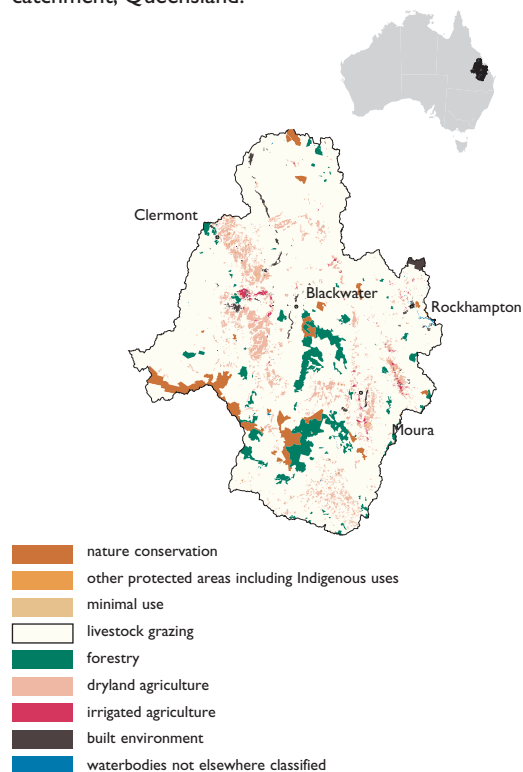 catchment, Queensland.
Clermont
Blackwater
Rockhampton
Moura
nature conservation
other protected areas including Indigenous uses
minimal use
livestock grazing
forestry
dryland agriculture
irrigated agriculture
built environment
waterbodies not elsewhere classified